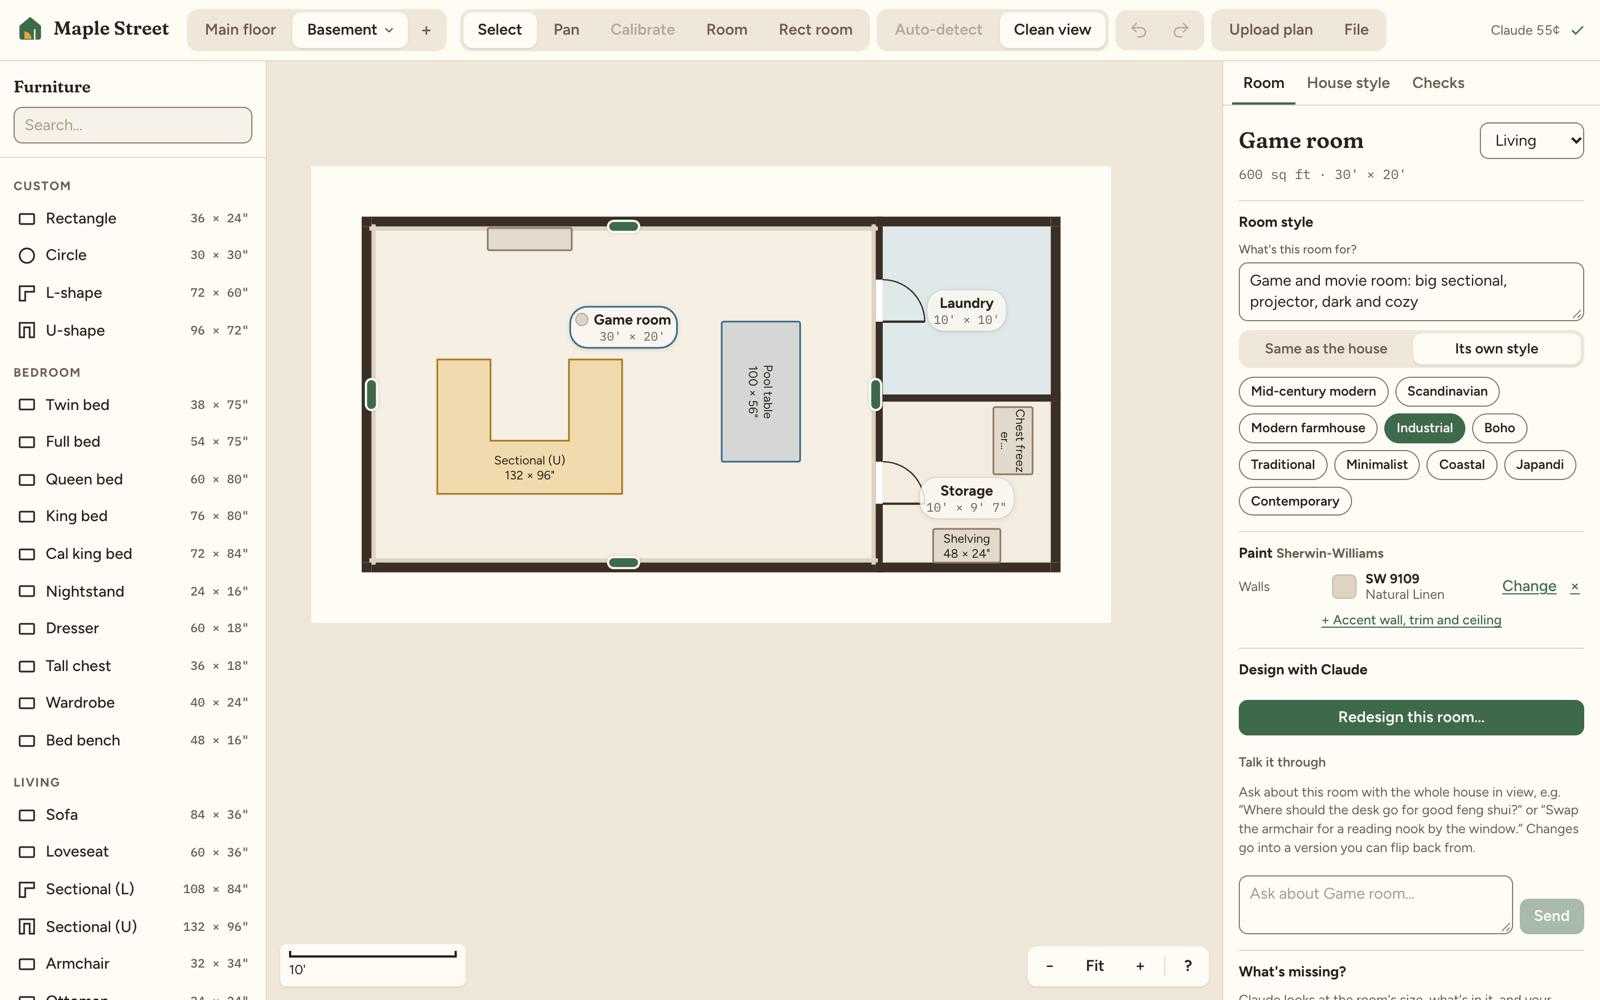 Maple Street
Main floor
Basement
+
Select
Pan
Calibrate
Room
Rect room
Auto-detect
Clean view
Upload plan
File
Claude 55¢
Furniture
Search...
CUSTOM
Rectangle 36 × 24"
Circle 30 × 30"
L-shape 72 × 60"
U-shape 96 × 72"
BEDROOM
Twin bed 38 × 75"
Full bed 54 × 75"
Queen bed 60 × 80"
King bed 76 × 80"
Cal king bed 72 × 84"
Nightstand 24 × 16"
Dresser 60 × 18"
Tall chest 36 × 18"
Wardrobe 40 × 24"
Bed bench 48 × 16"
LIVING
Sofa 84 × 36"
Loveseat 60 × 36"
Sectional (L) 108 × 84"
Sectional (U) 132 × 96"
Armchair 32 × 34"
Game room
30' × 20'
Sectional (U)
132 × 96"
Pool table
100 × 56"
Laundry
10' × 10'
Chest freez
er...
Storage
10' × 9' 7"
Shelving
48 × 24"
10'
-
Fit
+
?
Room
House style
Checks
Game room
Living
600 sq ft · 30' × 20'
Room style
What's this room for?
Game and movie room: big sectional,
projector, dark and cozy
Same as the house
Its own style
Mid-century modern
Scandinavian
Modern farmhouse
Industrial
Boho
Traditional
Minimalist
Coastal
Japandi
Contemporary
Paint Sherwin-Williams
Walls
SW 9109
Natural Linen
Change
×
+ Accent wall, trim and ceiling
Design with Claude
Redesign this room...
Talk it through
Ask about this room with the whole house in view, e.g.
“Where should the desk go for good feng shui?” or “Swap
the armchair for a reading nook by the window.” Changes
go into a version you can flip back from.
Ask about Game room...
Send
What's missing?